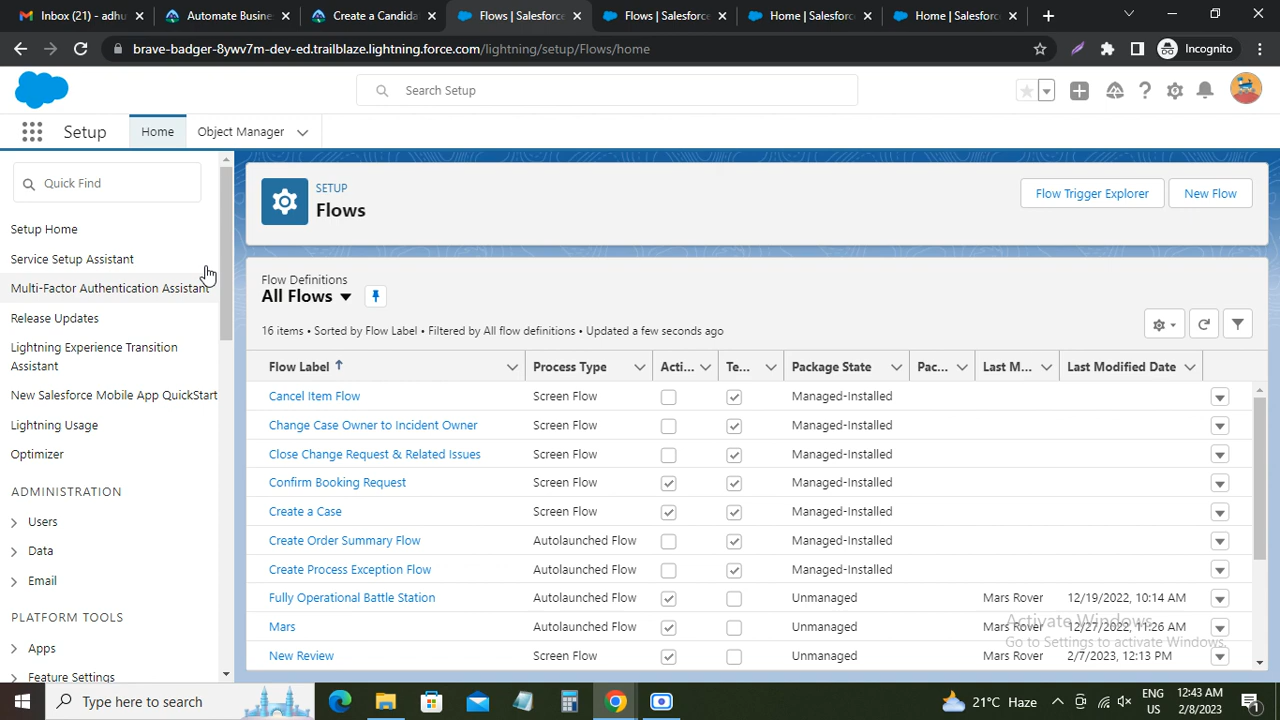 Inbox (21) - adhu
Automate Busine
Create a Candida
Flows | Salesforce
Flows | Salesforce
Home | Salesforc
Home | Salesforc
brave-badger-8ywv7m-dev-ed.trailblaze.lightning.force.com/lightning/setup/Flows/home
Incognito
Search Setup
Setup
Home
Object Manager
Quick Find
Setup Home
Service Setup Assistant
Multi-Factor Authentication Assistant
Release Updates
Lightning Experience Transition
Assistant
New Salesforce Mobile App QuickStart
Lightning Usage
Optimizer
ADMINISTRATION
Users
Data
Email
PLATFORM TOOLS
Apps
Feature Settings
SETUP
Flows
Flow Trigger Explorer
New Flow
Flow Definitions
All Flows
16 items • Sorted by Flow Label • Filtered by All flow definitions • Updated a few seconds ago
Flow Label Process Type Acti... Te... Package State Pac... Last M... Last Modified Date
Cancel Item Flow Screen Flow Managed-Installed
Change Case Owner to Incident Owner Screen Flow Managed-Installed
Close Change Request & Related Issues Screen Flow Managed-Installed
Confirm Booking Request Screen Flow Managed-Installed
Create a Case Screen Flow Managed-Installed
Create Order Summary Flow Autolaunched Flow Managed-Installed
Create Process Exception Flow Autolaunched Flow Managed-Installed
Fully Operational Battle Station Autolaunched Flow Unmanaged Mars Rover 12/19/2022, 10:14 AM
Mars Autolaunched Flow Unmanaged Mars Rover 12/27/2022, 11:26 AM
New Review Screen Flow Unmanaged Mars Rover 2/7/2023, 12:13 PM
Activate Windows
Go to Settings to activate Windows.
Type here to search
21°C Haze
ENG
US
12:43 AM
2/8/2023
1